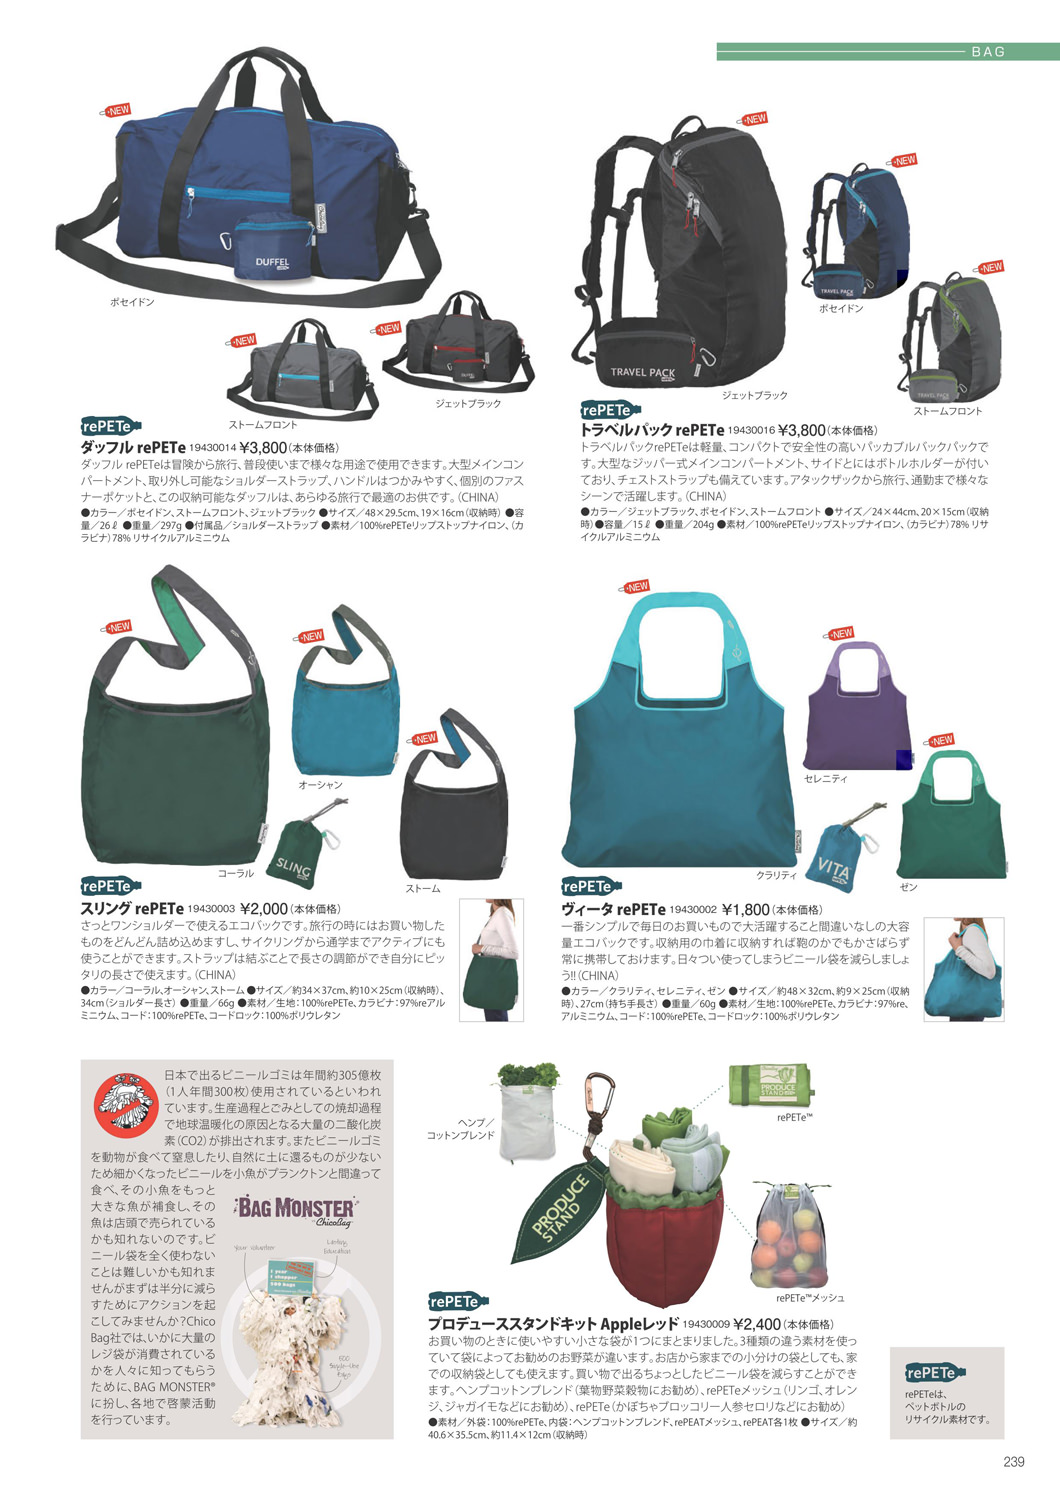 BAG
NEW
NEW
NEW
NEW
DUFFEL
ポセイドン
TRAVEL PACK
ポセイドン
NEW
NEW
TRAVEL PACK
ジェットブラック
TRAVEL PACK
ストームフロント
DUFFEL
ジェットブラック
ストームフロント
rePETe
ダッフル rePETe 19430014 ¥3,800(本体価格)
ダッフル rePETeは冒険から旅行、普段使いまで様々な用途で使用できます。大型メインコン
パートメント、取り外し可能なショルダーストラップ、ハンドルはつかみやすく、個別のファス
ナーポケットと、この収納可能なダッフルは、あらゆる旅行で最適のお供です。(CHINA)
●カラー／ポセイドン、ストームフロント、ジェットブラック ●サイズ／48×29.5cm、19×16cm(収納時) ●容
量／26ℓ ●重量／297g ●付属品／ショルダーストラップ ●素材／100%rePETeリップストップナイロン、(カ
ラビナ)78% リサイクルアルミニウム
rePETe
トラベルパック rePETe 19430016 ¥3,800(本体価格)
トラベルパックrePETeは軽量、コンパクトで安全性の高いパッカブルバックパックで
す。大型なジッパー式メインコンパートメント、サイドとにはボトルホルダーが付い
ており、チェストストラップも備えています。アタックザックから旅行、通勤まで様々な
シーンで活躍します。(CHINA)
●カラー／ジェットブラック、ポセイドン、ストームフロント ●サイズ／24×44cm、20×15cm(収納
時)●容量／15ℓ ●重量／204g ●素材／100%rePETeリップストップナイロン、(カラビナ)78% リサ
イクルアルミニウム
NEW
NEW
オーシャン
NEW
SLING
コーラル
ストーム
rePETe
スリング rePETe 19430003 ¥2,000(本体価格)
さっとワンショルダーで使えるエコバックです。旅行の時にはお買い物した
ものをどんどん詰め込めますし、サイクリングから通学までアクティブにも
使うことができます。ストラップは結ぶことで長さの調節ができ自分にピッ
タリの長さで使えます。(CHINA)
●カラー／コーラル,オーシャン、ストーム ●サイズ／約34×37cm、約10×25cm(収納時)、
34cm(ショルダー長さ) ●重量／66g ●素材／生地：100%rePETe、カラビナ：97%reアル
ミニウム、コード：100%rePETe、コードロック：100%ポリウレタン
NEW
NEW
セレニティ
NEW
VITA
クラリティ
ゼン
rePETe
ヴィータ rePETe 19430002 ¥1,800(本体価格)
一番シンプルで毎日のお買いもので大活躍すること間違いなしの大容
量エコバックです。収納用の巾着に収納すれば鞄のかでもかさばらず
常に携帯しておけます。日々つい使ってしまうビニール袋を減らしましょ
う!!(CHINA)
●カラー／クラリティ、セレニティ、ゼン ●サイズ／約48×32cm、約9×25cm(収納
時)、27cm(持ち手長さ) ●重量／60g ●素材／生地：100%rePETe、カラビナ：97%re、
アルミニウム、コード：100%rePETe、コードロック：100%ポリウレタン
日本で出るビニールゴミは年間約305億枚
(1人年間300枚)使用されているといわれ
ています。生産過程とごみとしての焼却過程
で地球温暖化の原因となる大量の二酸化炭
素(CO2)が排出されます。またビニールゴミ
を動物が食べて窒息したり、自然に土に還るものが少ない
ため細かくなったビニールを小魚がプランクトンと間違って
食べ、その小魚をもっと
大きな魚が補食し、その
魚は店頭で売られている
かも知れないのです。ビ
ニール袋を全く使わない
ことは難しいかも知れま
せんがまずは半分に減ら
すためにアクションを起
こしてみませんか?Chico
Bag社では、いかに大量の
レジ袋が消費されている
かを人々に知ってもらう
ために、BAG MONSTER®
に扮し、各地で啓蒙活動
を行っています。
BAG MONSTER
ChicoBag
Your Volunteer
Lasting Education
1 year
1 shopper
500 bags
500 Single-Use Bags
ヘンプ／
コットンブレンド
PRODUCE STAND
PRODUCE STAND
rePETe™
rePETe™メッシュ
rePETe
プロデューススタンドキット Appleレッド 19430009 ¥2,400(本体価格)
お買い物のときに使いやすい小さな袋が1つにまとまりました。3種類の違う素材を使っ
ていて袋によってお勧めのお野菜が違います。お店から家までの小分けの袋としても、家
での収納袋としても使えます。買い物で出るちょっとしたビニール袋を減らすことができ
ます。ヘンプコットンブレンド(葉物野菜穀物にお勧め)、rePETeメッシュ(リンゴ、オレン
ジ、ジャガイモなどにお勧め)、rePETe(かぼちゃブロッコリー人参セロリなどにお勧め)
●素材／外袋：100%rePETe、内袋：ヘンプコットンブレンド、rePEATメッシュ、rePEAT各1枚 ●サイズ／約
40.6×35.5cm、約11.4×12cm(収納時)
rePETe
rePETeは、
ペットボトルの
リサイクル素材です。
239